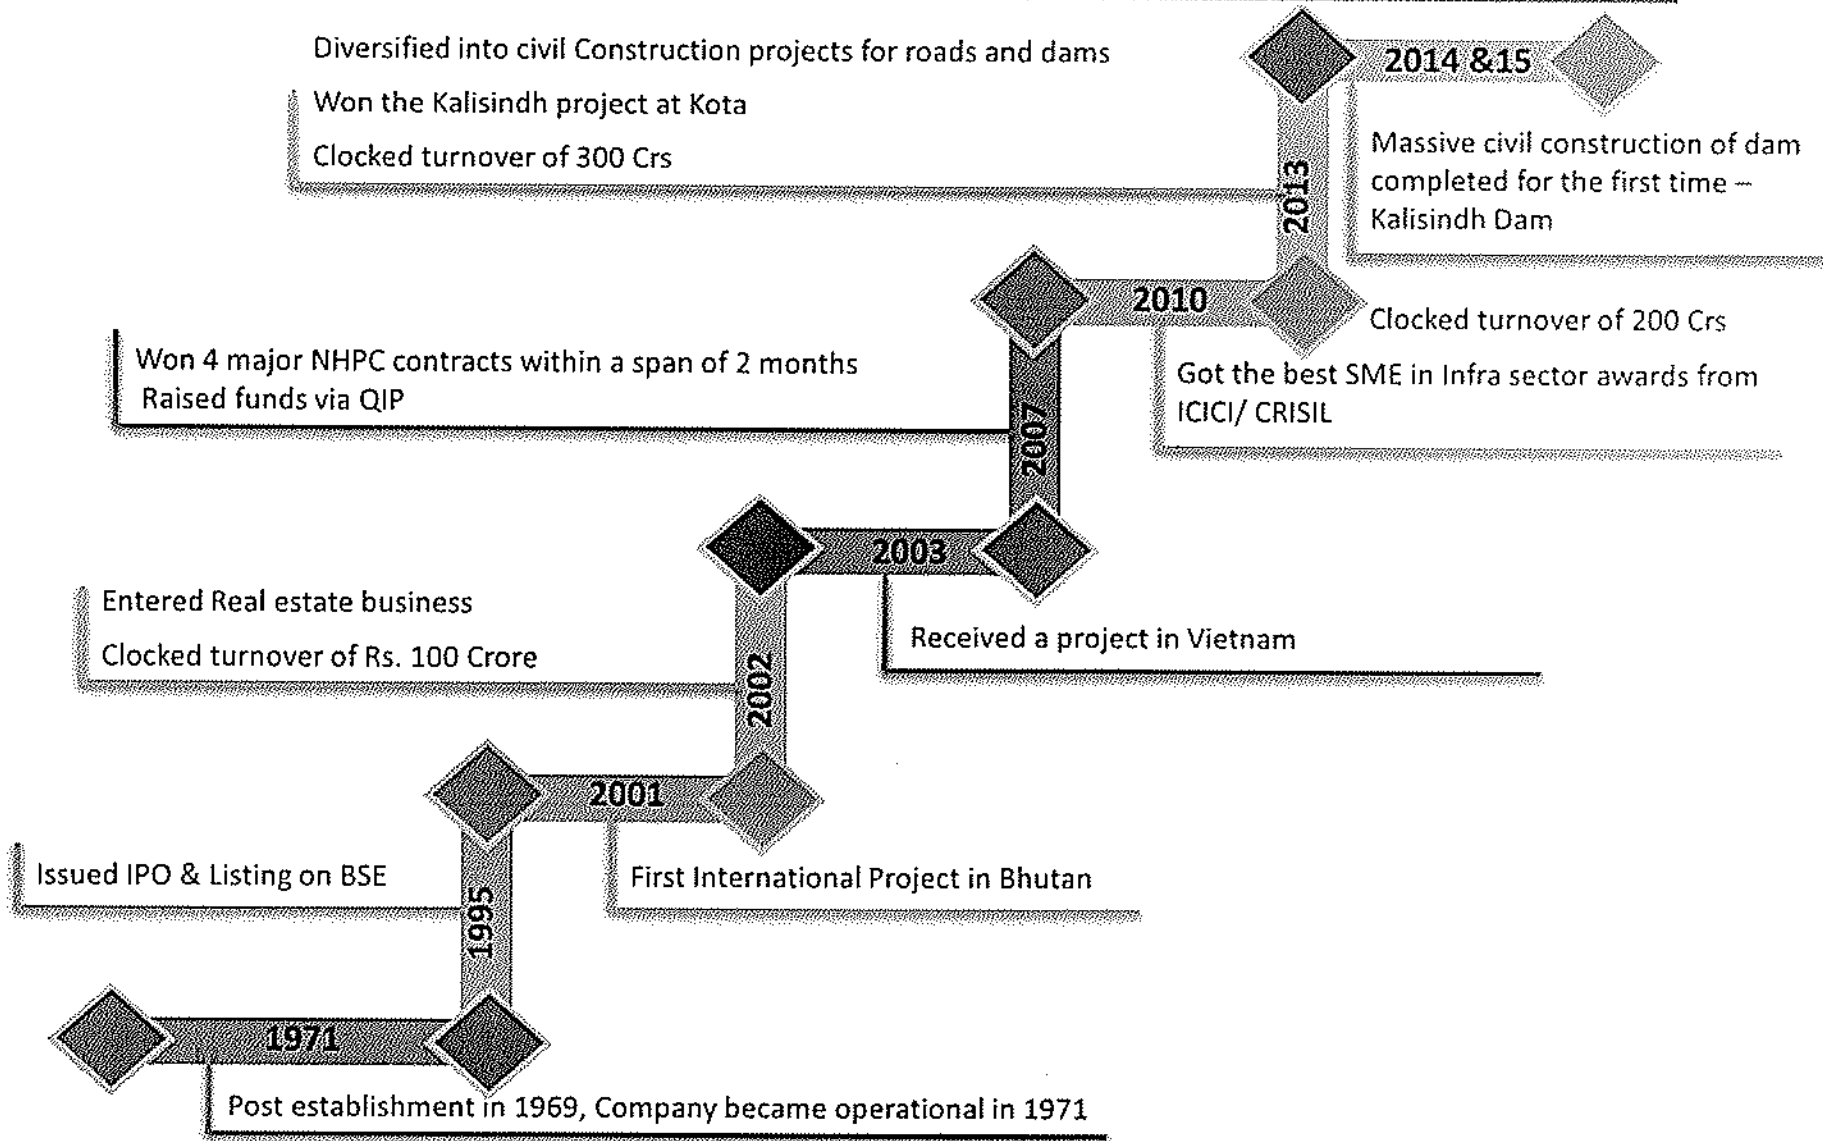 Diversified into civil Construction projects for roads and dams
Won the Kalisindh project at Kota
Clocked turnover of 300 Crs
2014 &15
Massive civil construction of dam
completed for the first time –
Kalisindh Dam
2013
2010
Clocked turnover of 200 Crs
Got the best SME in Infra sector awards from
ICICI/ CRISIL
Won 4 major NHPC contracts within a span of 2 months
Raised funds via QIP
2007
2003
Received a project in Vietnam
Entered Real estate business
Clocked turnover of Rs. 100 Crore
2002
2001
First International Project in Bhutan
Issued IPO & Listing on BSE
1995
1971
Post establishment in 1969, Company became operational in 1971